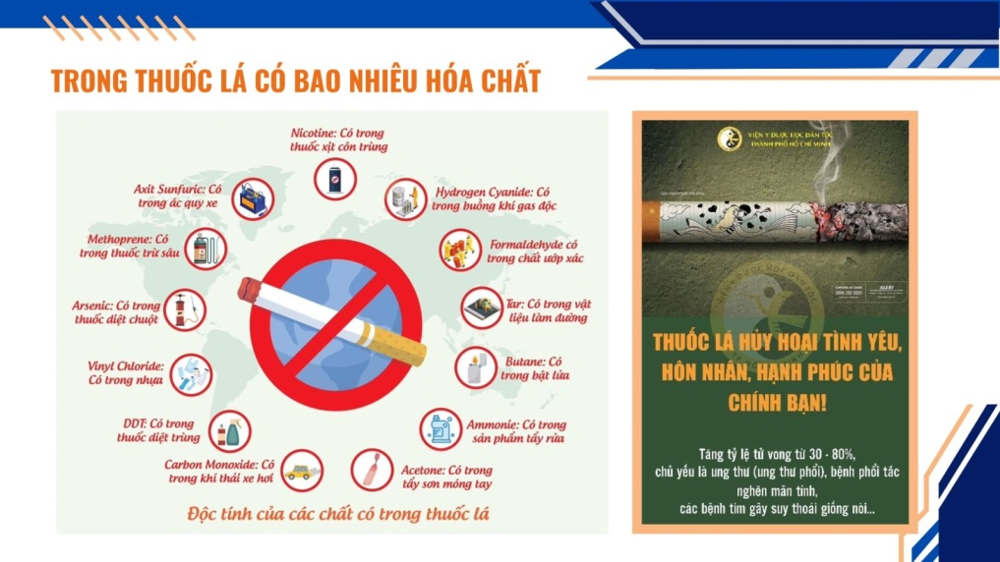 TRONG THUỐC LÁ CÓ BAO NHIÊU HÓA CHẤT
Nicotine: Có trong
thuốc xịt côn trùng
Hydrogen Cyanide: Có
trong buồng khí gas độc
Formaldehyde có
trong chất ướp xác
Tar: Có trong vật
liệu làm đường
Butane: Có
trong bật lửa
Ammonie: Có trong
sản phẩm tẩy rửa
Acetone: Có trong
tẩy sơn móng tay
Carbon Monoxide: Có
trong khí thải xe hơi
DDT: Có trong
thuốc diệt trùng
Vinyl Chloride:
Có trong nhựa
Arsenic: Có trong
thuốc diệt chuột
Methoprene: Có
trong thuốc trừ sâu
Axit Sunfuric: Có
trong ác quy xe
Độc tính của các chất có trong thuốc lá
VIỆN Y DƯỢC HỌC DÂN TỘC
THÀNH PHỐ HỒ CHÍ MINH
THUỐC LÁ HỦY HOẠI TÌNH YÊU,
HÔN NHÂN, HẠNH PHÚC CỦA
CHÍNH BẠN!
Tăng tỷ lệ tử vong từ 30 - 80%,
chủ yếu là ung thư (ung thư phổi), bệnh phổi tắc
nghẽn mãn tính,
các bệnh tim gây suy thoái giống nòi...